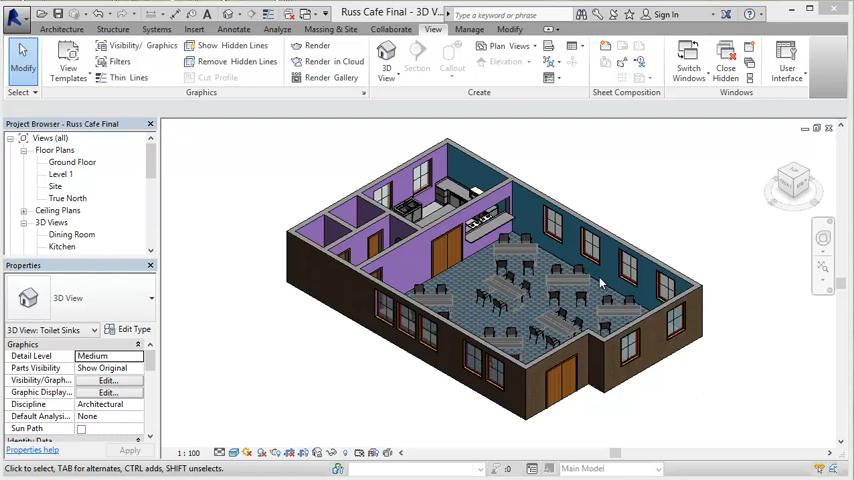 Russ Cafe Final - 3D V...
Type a keyword or phrase
Sign In
Architecture Structure Systems Insert Annotate Analyze Massing & Site Collaborate View Manage Modify
Modify
View Templates
Visibility/ Graphics
Filters
Thin Lines
Show Hidden Lines
Remove Hidden Lines
Cut Profile
Render
Render in Cloud
Render Gallery
3D View
Section
Callout
Plan Views
Elevation
Switch Windows
Close Hidden
User Interface
Select
Graphics
Create
Sheet Composition
Windows
Project Browser - Russ Cafe Final
Views (all)
Floor Plans
Ground Floor
Level 1
Site
True North
Ceiling Plans
3D Views
Dining Room
Kitchen
Properties
3D View
3D View: Toilet Sinks
Edit Type
Graphics
Detail Level Medium
Parts Visibility Show Original
Visibility/Graph... Edit...
Graphic Display... Edit...
Discipline Architectural
Default Analysi... None
Sun Path
Identity Data
Properties help
Apply
1 : 100
Click to select, TAB for alternates, CTRL adds, SHIFT unselects.
:0
Main Model